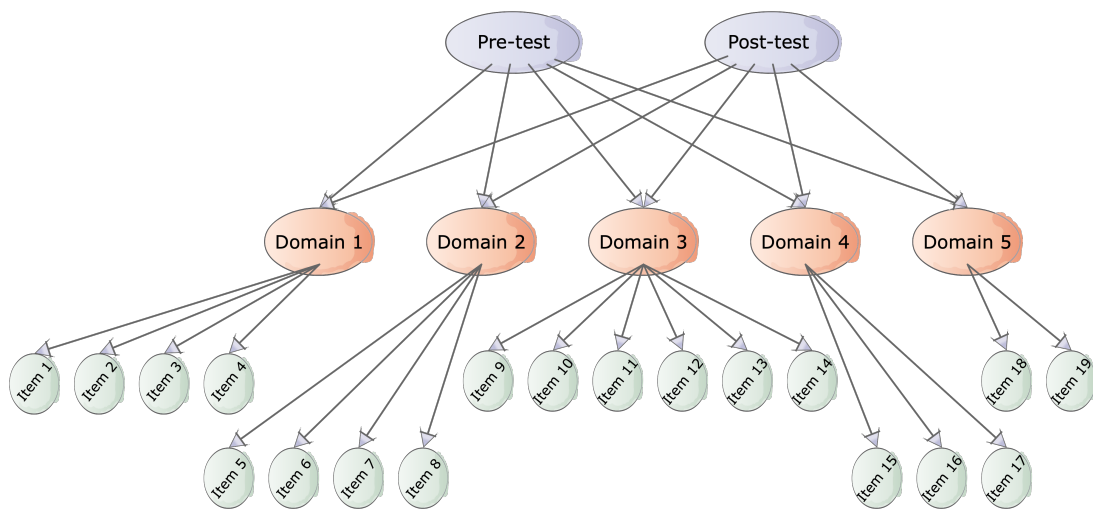 Pre-test
Post-test
Domain 1
Domain 2
Domain 3
Domain 4
Domain 5
Item 1
Item 2
Item 3
Item 4
Item 9
Item 10
Item 11
Item 12
Item 13
Item 14
Item 18
Item 19
Item 5
Item 6
Item 7
Item 8
Item 15
Item 16
Item 17